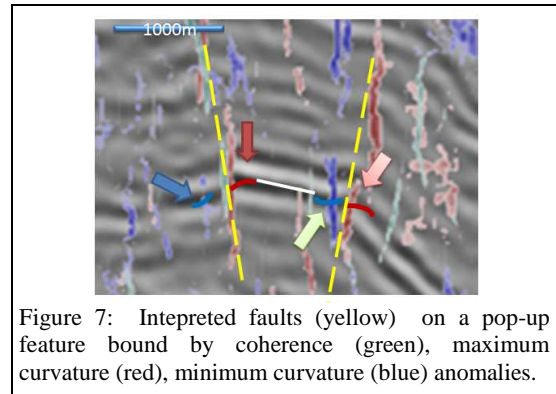 1000m
Figure 7: Intepreted faults (yellow) on a pop-up
feature bound by coherence (green), maximum
curvature (red), minimum curvature (blue) anomalies.